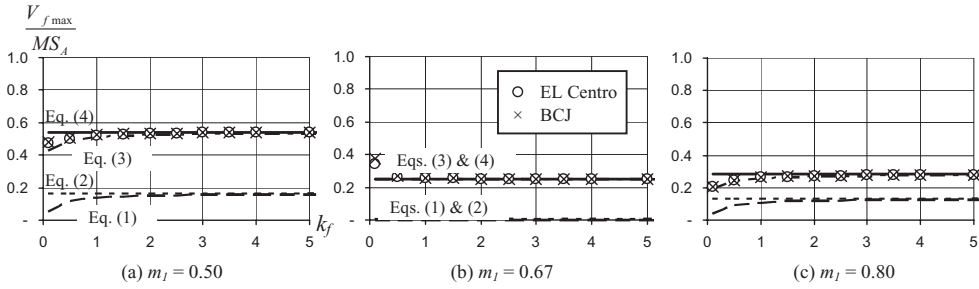 V f max
MS_A
1.0
0.8
0.6
0.4
0.2
-
Eq. (4)
Eq. (3)
Eq. (2)
Eq. (1)
0 1 2 3 4 5
k_f
(a) m_1 = 0.50
1.0
0.8
0.6
0.4
0.2
-
EL Centro
BCJ
Eqs. (3) & (4)
Eqs. (1) & (2)
0 1 2 3 4 5
(b) m_1 = 0.67
1.0
0.8
0.6
0.4
0.2
-
0 1 2 3 4 5
(c) m_1 = 0.80